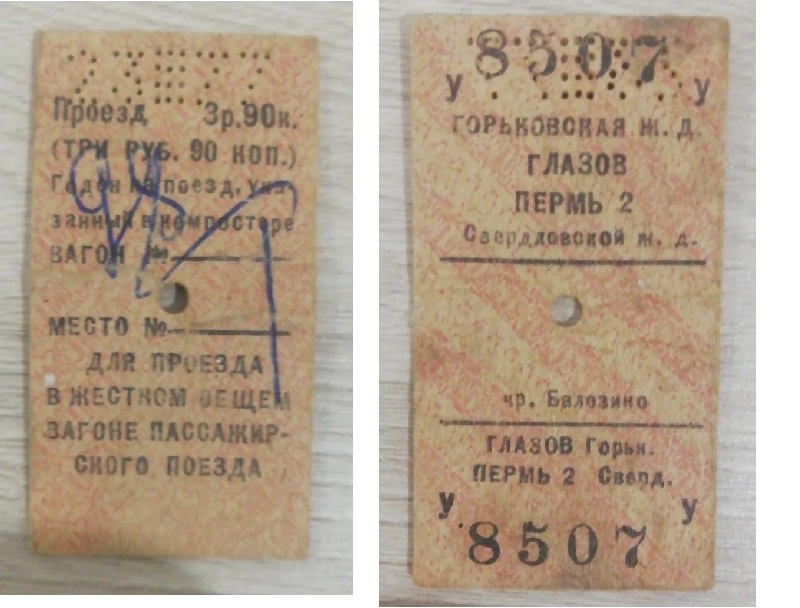 Проезд 3р.90к.
(ТРИ РУБ. 90 КОП.)
Годен на поезд, ука-
занный в компостере
ВАГОН №
МЕСТО №
ДЛЯ ПРОЕЗДА
В ЖЕСТКОМ ОБЩЕМ
ВАГОНЕ ПАССАЖИР-
СКОГО ПОЕЗДА
8507
У У
ГОРЬКОВСКАЯ Ж. Д.
ГЛАЗОВ
ПЕРМЬ 2
Свердловской ж. д.
чр. Балезино
ГЛАЗОВ Горьк.
ПЕРМЬ 2 Сверд.
У У
8507